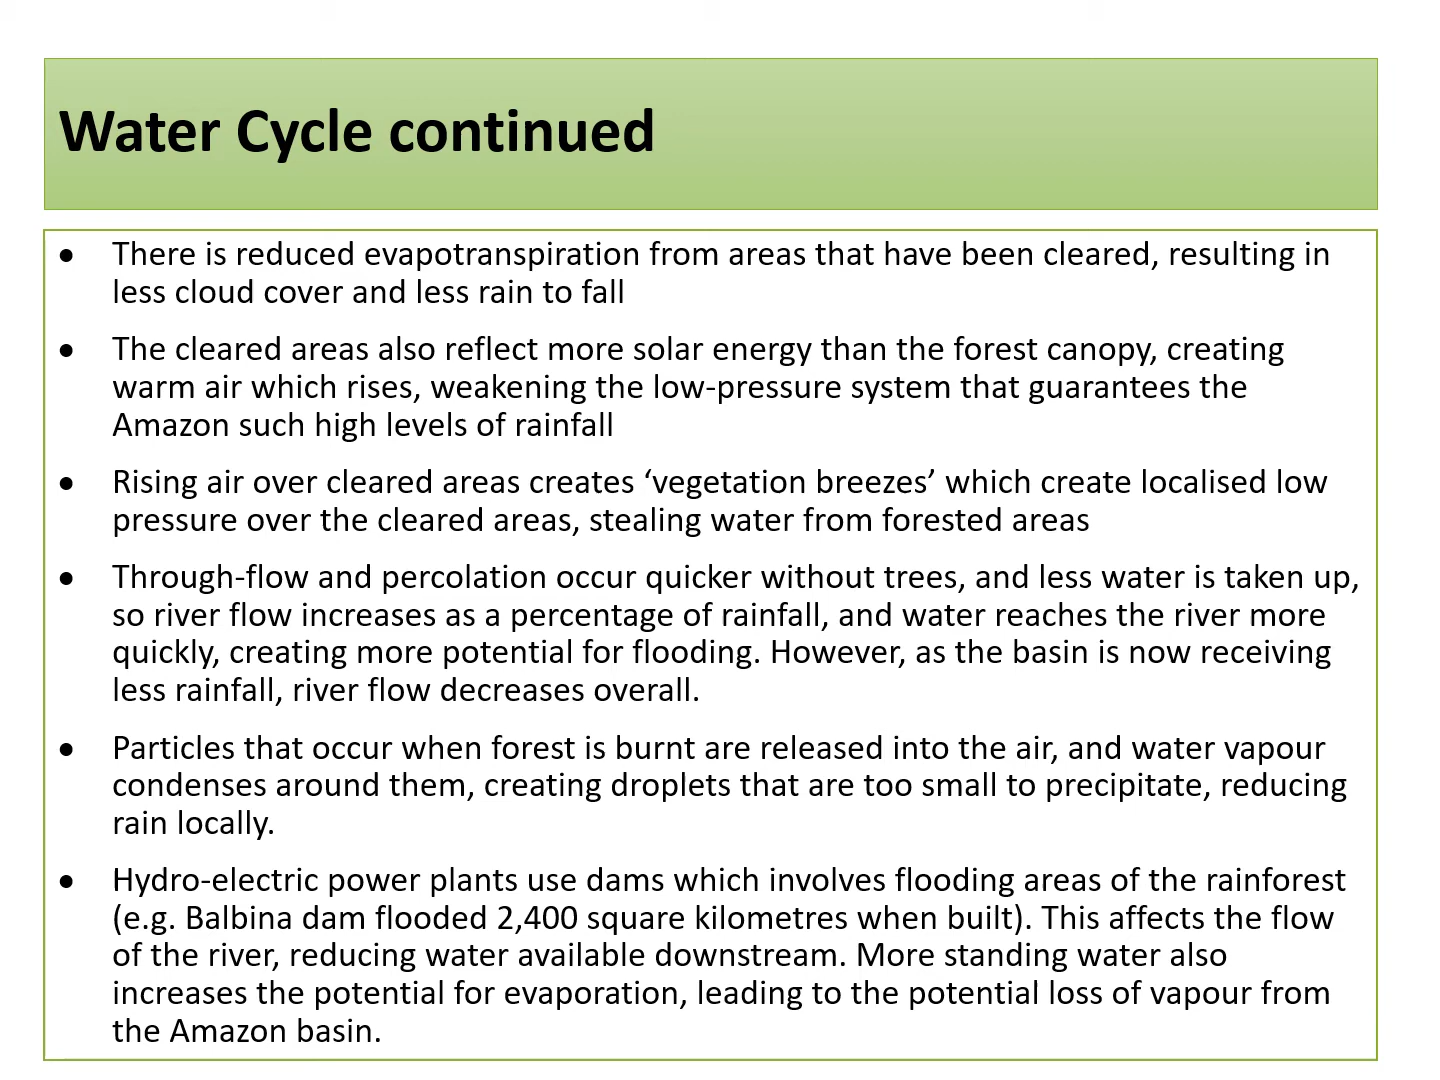 Water Cycle continued
• There is reduced evapotranspiration from areas that have been cleared, resulting in
less cloud cover and less rain to fall
• The cleared areas also reflect more solar energy than the forest canopy, creating
warm air which rises, weakening the low-pressure system that guarantees the
Amazon such high levels of rainfall
• Rising air over cleared areas creates ‘vegetation breezes’ which create localised low
pressure over the cleared areas, stealing water from forested areas
• Through-flow and percolation occur quicker without trees, and less water is taken up,
so river flow increases as a percentage of rainfall, and water reaches the river more
quickly, creating more potential for flooding. However, as the basin is now receiving
less rainfall, river flow decreases overall.
• Particles that occur when forest is burnt are released into the air, and water vapour
condenses around them, creating droplets that are too small to precipitate, reducing
rain locally.
• Hydro-electric power plants use dams which involves flooding areas of the rainforest
(e.g. Balbina dam flooded 2,400 square kilometres when built). This affects the flow
of the river, reducing water available downstream. More standing water also
increases the potential for evaporation, leading to the potential loss of vapour from
the Amazon basin.